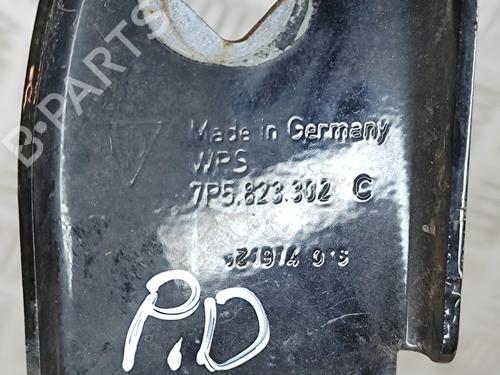 B-PARTS
Made in Germany
WPS
7P5.823.302 C
P.D